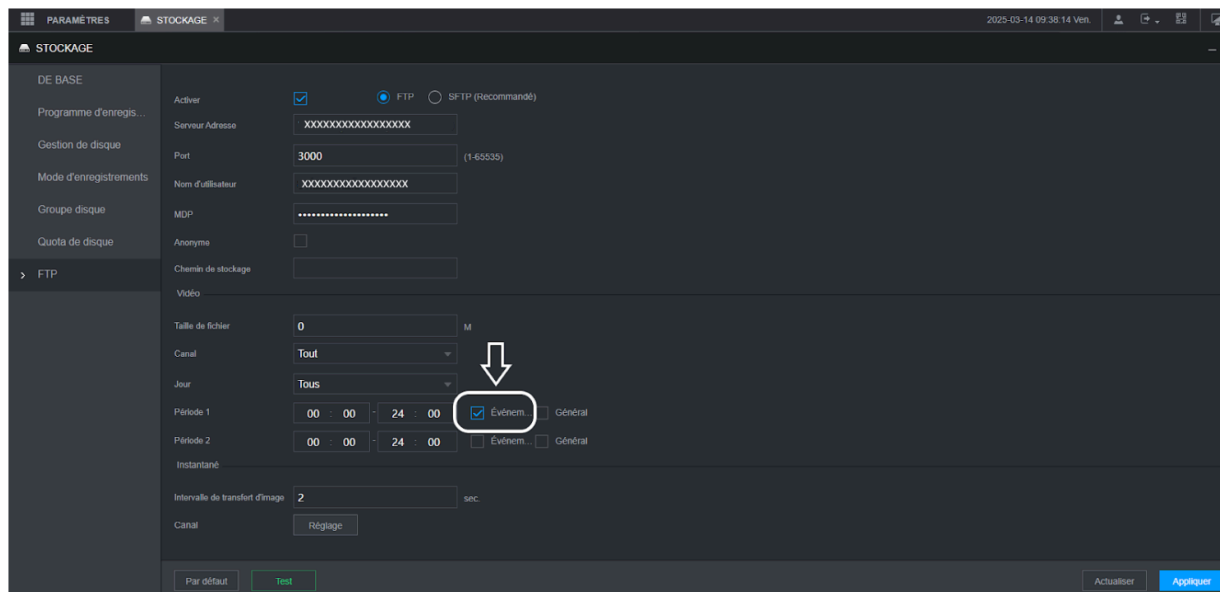 PARAMÈTRES STOCKAGE × 2025-03-14 09:38:14 Ven.
STOCKAGE
DE BASE
Programme d'enregis...
Gestion de disque
Mode d'enregistrements
Groupe disque
Quota de disque
FTP
Activer FTP SFTP (Recommandé)
Serveur Adresse XXXXXXXXXXXXXXXXX
Port 3000 (1-65535)
Nom d'utilisateur XXXXXXXXXXXXXXXXX
MDP ••••••••••••••••••••
Anonyme
Chemin de stockage
Vidéo
Taille de fichier 0 M
Canal Tout
Jour Tous
Période 1 00 : 00 - 24 : 00 Événem... Général
Période 2 00 : 00 - 24 : 00 Événem... Général
Instantané
Intervalle de transfert d'image 2 sec.
Canal Réglage
Par défaut Test Actualiser Appliquer